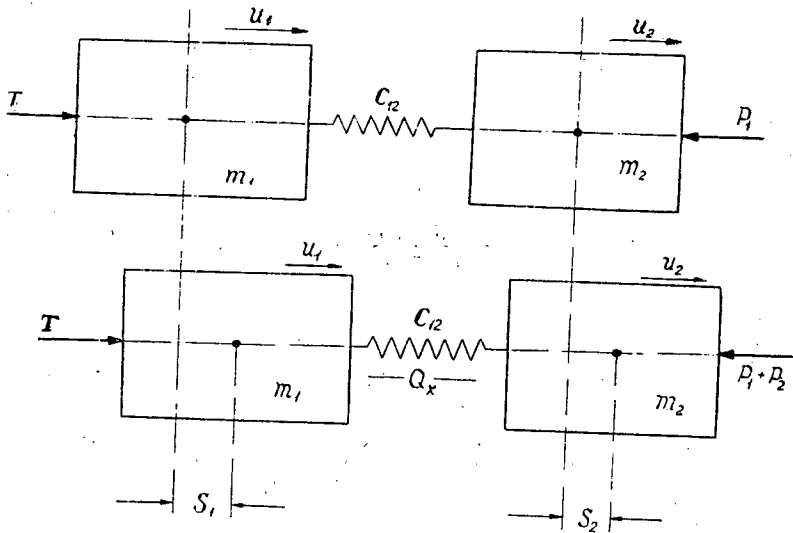 u₁
u₂
T
C₁₂
P₁
m₁
m₂
u₁
u₂
T
C₁₂
Qₓ
P₁ + P₂
m₁
m₂
S₁
S₂